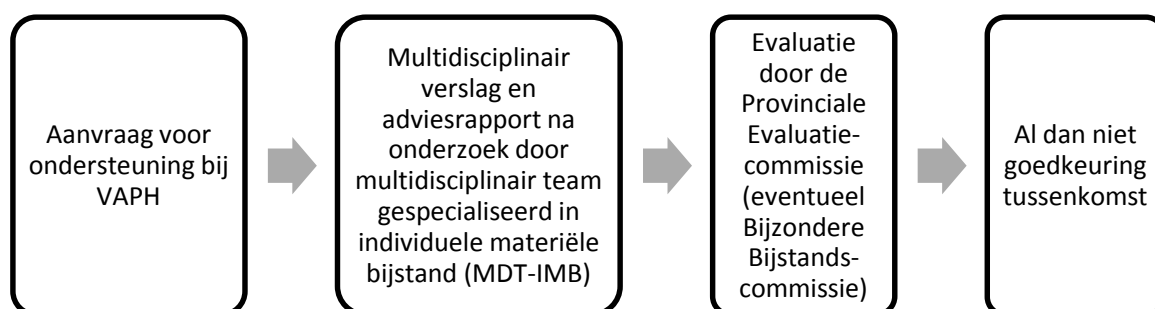 Aanvraag voor
ondersteuning bij
VAPH
Multidisciplinair
verslag en
adviesrapport na
onderzoek door
multidisciplinair team
gespecialiseerd in
individuele materiële
bijstand (MDT-IMB)
Evaluatie
door de
Provinciale
Evaluatie-
commissie
(eventueel
Bijzondere
Bijstands-
commissie)
Al dan niet
goedkeuring
tussenkomst